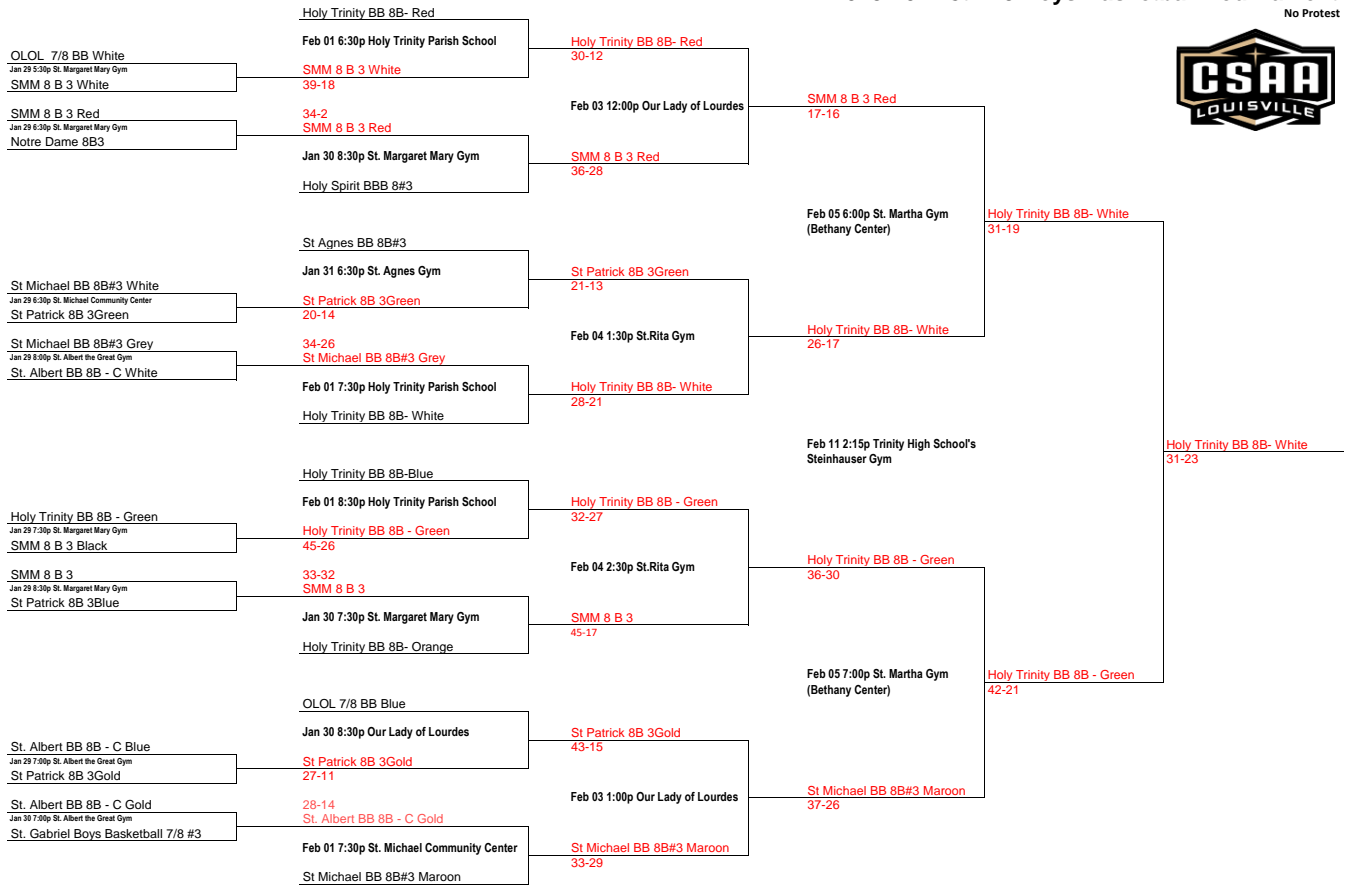 No Protest
CSAA
LOUISVILLE
Holy Trinity BB 8B- Red
Feb 01 6:30p Holy Trinity Parish School
OLOL  7/8 BB White
Jan 29 5:30p St. Margaret Mary Gym
SMM 8 B 3 White
SMM 8 B 3 White
39-18
SMM 8 B 3 Red
Jan 29 6:30p St. Margaret Mary Gym
Notre Dame 8B3
34-2
SMM 8 B 3 Red
Jan 30 8:30p St. Margaret Mary Gym
Holy Spirit BBB 8#3
Holy Trinity BB 8B- Red
30-12
Feb 03 12:00p Our Lady of Lourdes
SMM 8 B 3 Red
36-28
SMM 8 B 3 Red
17-16
St Agnes BB 8B#3
Jan 31 6:30p St. Agnes Gym
St Michael BB 8B#3 White
Jan 29 6:30p St. Michael Community Center
St Patrick 8B 3Green
St Patrick 8B 3Green
20-14
St Michael BB 8B#3 Grey
Jan 29 8:00p St. Albert the Great Gym
St. Albert BB 8B - C White
34-26
St Michael BB 8B#3 Grey
Feb 01 7:30p Holy Trinity Parish School
Holy Trinity BB 8B- White
St Patrick 8B 3Green
21-13
Feb 04 1:30p St.Rita Gym
Holy Trinity BB 8B- White
28-21
Holy Trinity BB 8B- White
26-17
Feb 05 6:00p St. Martha Gym
(Bethany Center)
Holy Trinity BB 8B- White
31-19
Feb 11 2:15p Trinity High School's
Steinhauser Gym
Holy Trinity BB 8B- White
31-23
Holy Trinity BB 8B-Blue
Feb 01 8:30p Holy Trinity Parish School
Holy Trinity BB 8B - Green
Jan 29 7:30p St. Margaret Mary Gym
SMM 8 B 3 Black
Holy Trinity BB 8B - Green
45-26
SMM 8 B 3
Jan 29 8:30p St. Margaret Mary Gym
St Patrick 8B 3Blue
33-32
SMM 8 B 3
Jan 30 7:30p St. Margaret Mary Gym
Holy Trinity BB 8B- Orange
Holy Trinity BB 8B - Green
32-27
Feb 04 2:30p St.Rita Gym
SMM 8 B 3
45-17
Holy Trinity BB 8B - Green
36-30
OLOL 7/8 BB Blue
Jan 30 8:30p Our Lady of Lourdes
St. Albert BB 8B - C Blue
Jan 29 7:00p St. Albert the Great Gym
St Patrick 8B 3Gold
St Patrick 8B 3Gold
27-11
St. Albert BB 8B - C Gold
Jan 30 7:00p St. Albert the Great Gym
St. Gabriel Boys Basketball 7/8 #3
28-14
St. Albert BB 8B - C Gold
Feb 01 7:30p St. Michael Community Center
St Michael BB 8B#3 Maroon
St Patrick 8B 3Gold
43-15
Feb 03 1:00p Our Lady of Lourdes
St Michael BB 8B#3 Maroon
33-29
St Michael BB 8B#3 Maroon
37-26
Feb 05 7:00p St. Martha Gym
(Bethany Center)
Holy Trinity BB 8B - Green
42-21